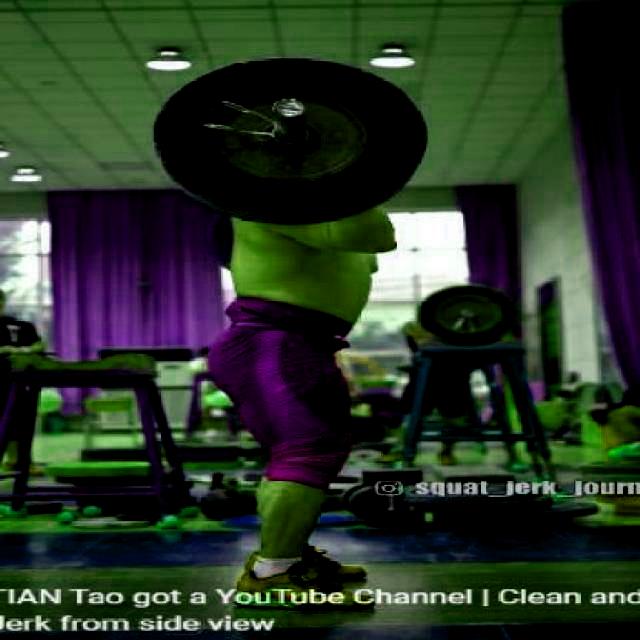 squat_jerk_journ
TIAN Tao got a YouTube Channel | Clean and
Jerk from side view